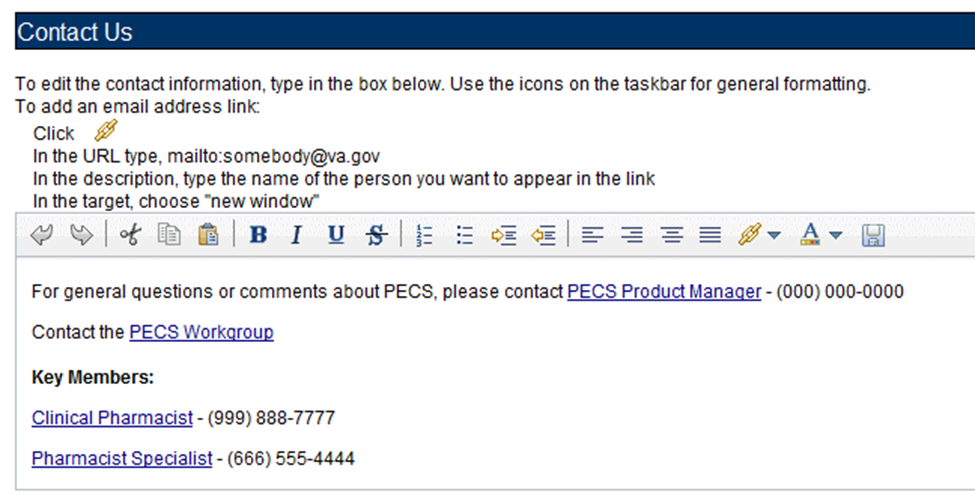 Contact Us
To edit the contact information, type in the box below. Use the icons on the taskbar for general formatting.
To add an email address link:
Click
In the URL type, mailto:somebody@va.gov
In the description, type the name of the person you want to appear in the link
In the target, choose "new window"
B I U S
For general questions or comments about PECS, please contact PECS Product Manager - (000) 000-0000
Contact the PECS Workgroup
Key Members:
Clinical Pharmacist - (999) 888-7777
Pharmacist Specialist - (666) 555-4444